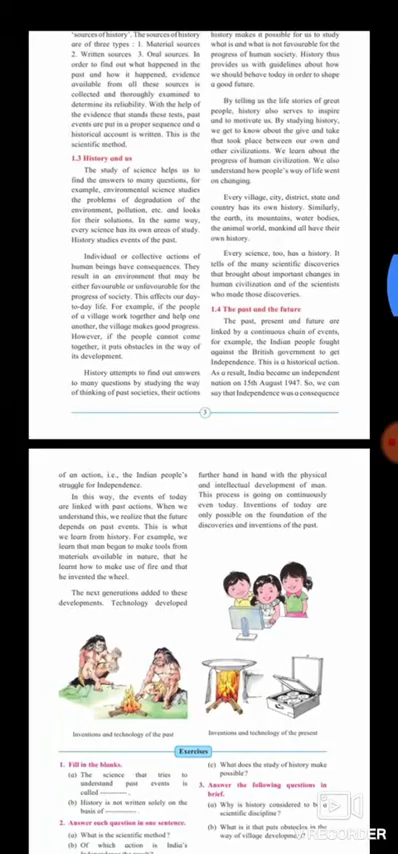 'sources of history'. The sources of history
are of three types : 1. Material sources
2. Written sources 3. Oral sources. In
order to find out what happened in the
past and how it happened, evidence
available from all these sources is
collected and thoroughly examined to
determine its reliability. With the help of
the evidence that stands these tests, past
events are put in a proper sequence and a
historical account is written. This is the
scientific method.
1.3 History and us
The study of science helps us to
find the answers to many questions, for
example, environmental science studies
the problems of degradation of the
environment, pollution, etc. and looks
for their solutions. In the same way,
every science has its own areas of study.
History studies events of the past.
Individual or collective actions of
human beings have consequences. They
result in an environment that may be
either favourable or unfavourable for the
progress of society. This affects our day-
to-day life. For example, if the people
of a village work together and help one
another, the village makes good progress.
However, if the people cannot come
together, it puts obstacles in the way of
its development.
History attempts to find out answers
to many questions by studying the way
of thinking of past societies, their actions
history makes it possible for us to study
what is and what is not favourable for the
progress of human society. History thus
provides us with guidelines about how
we should behave today in order to shape
a good future.
By telling us the life stories of great
people, history also serves to inspire
and to motivate us. By studying history,
we get to know about the give and take
that took place between our own and
other civilizations. We learn about the
progress of human civilization. We also
understand how people's way of life went
on changing.
Every village, city, district, state and
country has its own history. Similarly,
the earth, its mountains, water bodies,
the animal world, mankind all have their
own history.
Every science, too, has a history. It
tells of the many scientific discoveries
that brought about important changes in
human civilization and of the scientists
who made those discoveries.
1.4 The past and the future
The past, present and future are
linked by a continuous chain of events,
for example, the Indian people fought
against the British government to get
Independence. This is a historical action.
As a result, India became an independent
nation on 15th August 1947. So, we can
say that Independence was a consequence
3
of an action, i.e., the Indian people's
struggle for Independence.
In this way, the events of today
are linked with past actions. When we
understand this, we realize that the future
depends on past events. This is what
we learn from history. For example, we
learn that man began to make tools from
materials available in nature, that he
learnt how to make use of fire and that
he invented the wheel.
The next generations added to these
developments. Technology developed
further hand in hand with the physical
and intellectual development of man.
This process is going on continuously
even today. Inventions of today are
only possible on the foundation of the
discoveries and inventions of the past.
Inventions and technology of the past
Inventions and technology of the present
Exercises
1. Fill in the blanks.
(a) The science that tries to
understand past events is
called ----------- .
(b) History is not written solely on the
basis of ------------- .
2. Answer each question in one sentence.
(a) What is the scientific method?
(b) Of which action is India's
Independence the result?
(c) What does the study of history make
possible?
3. Answer the following questions in
brief.
(a) Why is history considered to be a
scientific discipline?
(b) What is it that puts obstacles in the
way of village development?
RECORDER